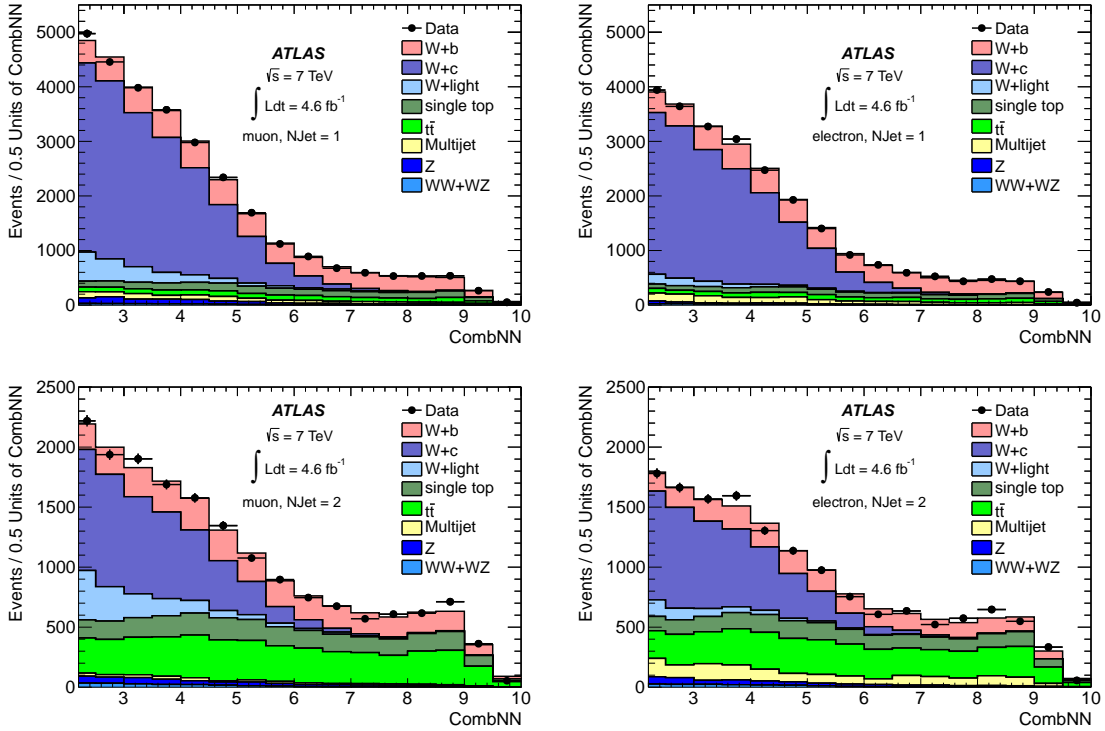 Events / 0.5 Units of CombNN
5000
4000
3000
2000
1000
0
ATLAS
√s = 7 TeV
∫ Ldt = 4.6 fb⁻¹
muon, NJet = 1
Data
W+b
W+c
W+light
single top
tt̄
Multijet
Z
WW+WZ
3 4 5 6 7 8 9 10
CombNN
Events / 0.5 Units of CombNN
5000
4000
3000
2000
1000
0
ATLAS
√s = 7 TeV
∫ Ldt = 4.6 fb⁻¹
electron, NJet = 1
Data
W+b
W+c
W+light
single top
tt̄
Multijet
Z
WW+WZ
3 4 5 6 7 8 9 10
CombNN
Events / 0.5 Units of CombNN
2500
2000
1500
1000
500
0
ATLAS
√s = 7 TeV
∫ Ldt = 4.6 fb⁻¹
muon, NJet = 2
Data
W+b
W+c
W+light
single top
tt̄
Multijet
Z
WW+WZ
3 4 5 6 7 8 9 10
CombNN
Events / 0.5 Units of CombNN
2500
2000
1500
1000
500
0
ATLAS
√s = 7 TeV
∫ Ldt = 4.6 fb⁻¹
electron, NJet = 2
Data
W+b
W+c
W+light
single top
tt̄
Multijet
Z
WW+WZ
3 4 5 6 7 8 9 10
CombNN